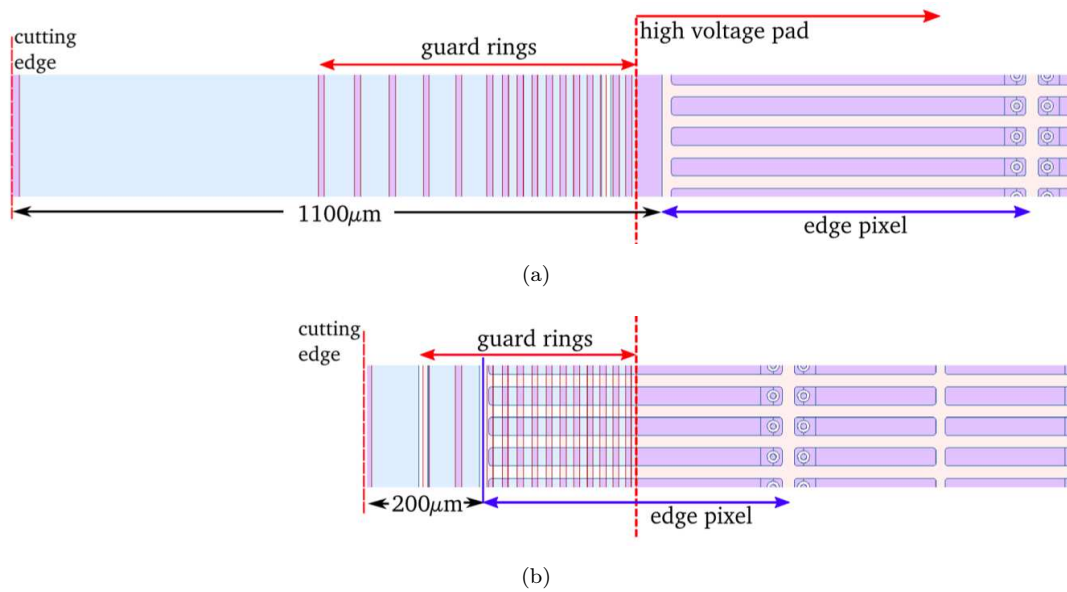 cutting
edge
guard rings
high voltage pad
1100μm
edge pixel
(a)
cutting
edge
guard rings
200μm
edge pixel
(b)